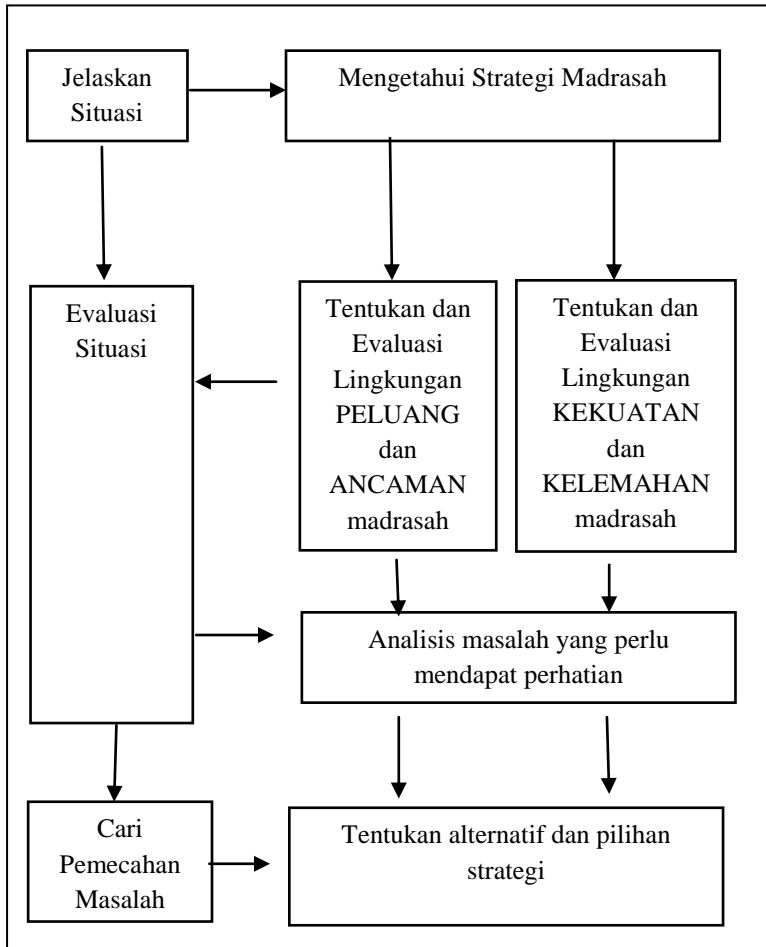 Jelaskan
Situasi
Mengetahui Strategi Madrasah
Evaluasi
Situasi
Tentukan dan
Evaluasi
Lingkungan
PELUANG
dan
ANCAMAN
madrasah
Tentukan dan
Evaluasi
Lingkungan
KEKUATAN
dan
KELEMAHAN
madrasah
Analisis masalah yang perlu
mendapat perhatian
Cari
Pemecahan
Masalah
Tentukan alternatif dan pilihan
strategi